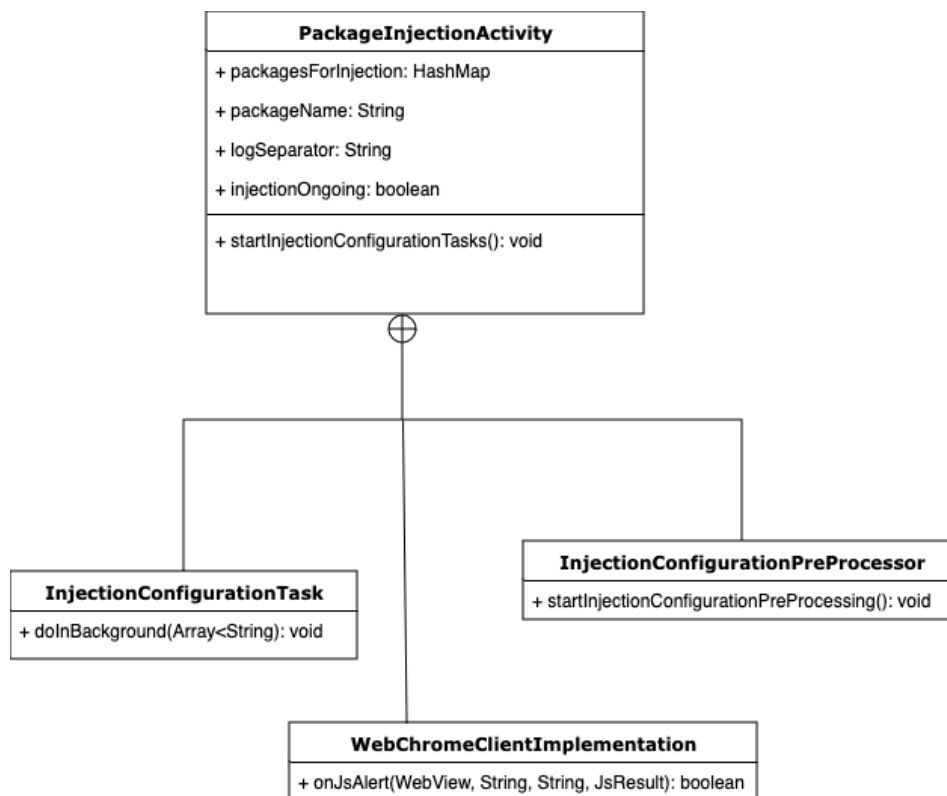 PackageInjectionActivity
+ packagesForInjection: HashMap
+ packageName: String
+ logSeparator: String
+ injectionOngoing: boolean
+ startInjectionConfigurationTasks(): void
InjectionConfigurationPreProcessor
+ startInjectionConfigurationPreProcessing(): void
InjectionConfigurationTask
+ doInBackground(Array<String): void
WebChromeClientImplementation
+ onJsAlert(WebView, String, String, JsResult): boolean